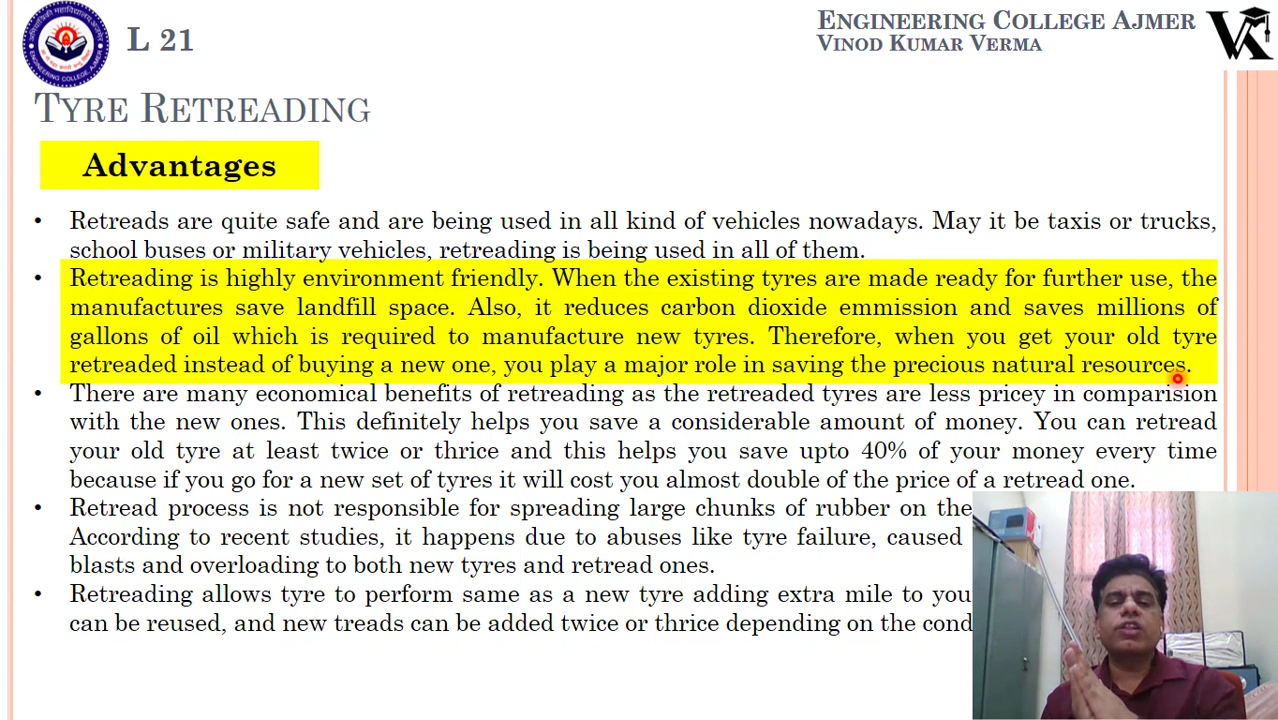 L 21
ENGINEERING COLLEGE AJMER
VINOD KUMAR VERMA
TYRE RETREADING
Advantages
• Retreads are quite safe and are being used in all kind of vehicles nowadays. May it be taxis or trucks,
school buses or military vehicles, retreading is being used in all of them.
• Retreading is highly environment friendly. When the existing tyres are made ready for further use, the
manufactures save landfill space. Also, it reduces carbon dioxide emmission and saves millions of
gallons of oil which is required to manufacture new tyres. Therefore, when you get your old tyre
retreaded instead of buying a new one, you play a major role in saving the precious natural resources.
• There are many economical benefits of retreading as the retreaded tyres are less pricey in comparision
with the new ones. This definitely helps you save a considerable amount of money. You can retread
your old tyre at least twice or thrice and this helps you save upto 40% of your money every time
because if you go for a new set of tyres it will cost you almost double of the price of a retread one.
• Retread process is not responsible for spreading large chunks of rubber on the
According to recent studies, it happens due to abuses like tyre failure, caused
blasts and overloading to both new tyres and retread ones.
• Retreading allows tyre to perform same as a new tyre adding extra mile to you
can be reused, and new treads can be added twice or thrice depending on the cond